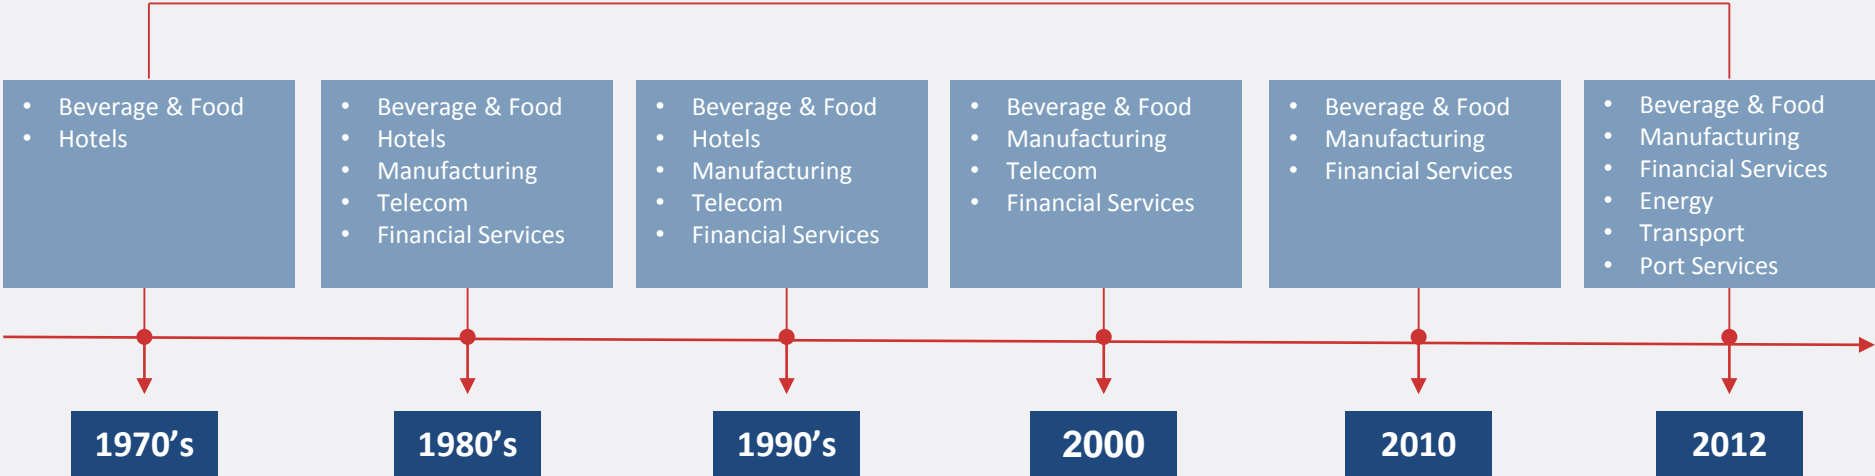 • Beverage & Food
• Hotels
• Beverage & Food
• Hotels
• Manufacturing
• Telecom
• Financial Services
• Beverage & Food
• Hotels
• Manufacturing
• Telecom
• Financial Services
• Beverage & Food
• Manufacturing
• Telecom
• Financial Services
• Beverage & Food
• Manufacturing
• Financial Services
• Beverage & Food
• Manufacturing
• Financial Services
• Energy
• Transport
• Port Services
1970’s
1980’s
1990’s
2000
2010
2012